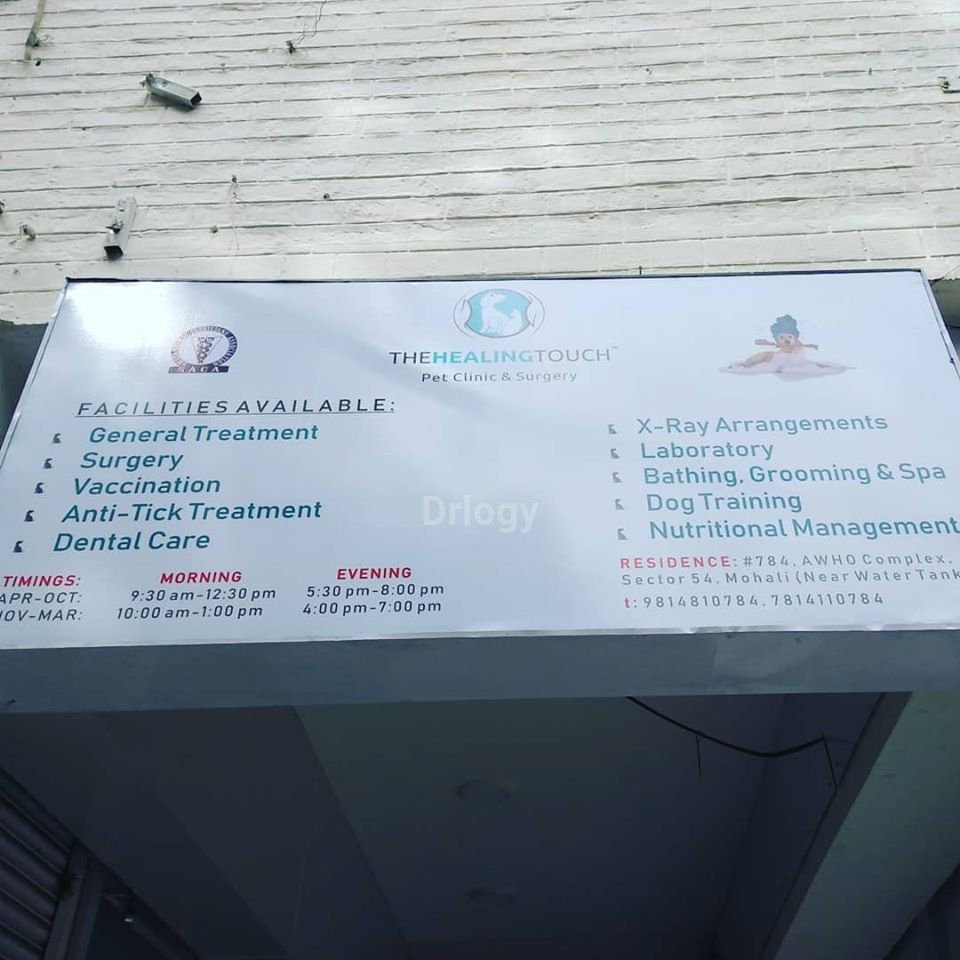 SACA
THEHEALINGTOUCH™
Pet Clinic & Surgery
FACILITIES AVAILABLE:
General Treatment
Surgery
Vaccination
Anti-Tick Treatment
Dental Care
X-Ray Arrangements
Laboratory
Bathing, Grooming & Spa
Dog Training
Nutritional Management
Drlogy
TIMINGS: MORNING EVENING
APR-OCT: 9:30 am-12:30 pm 5:30 pm-8:00 pm
NOV-MAR: 10:00 am-1:00 pm 4:00 pm-7:00 pm
RESIDENCE: #784, AWHO Complex,
Sector 54, Mohali (Near Water Tank
t: 9814810784, 7814110784